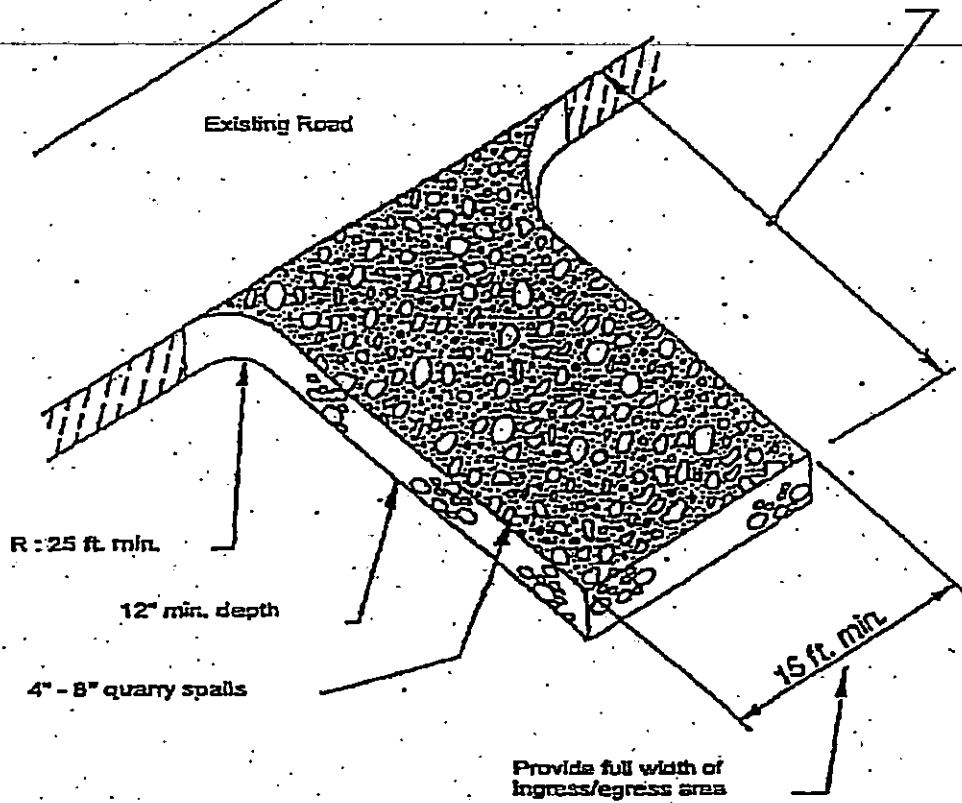 Existing Road
R : 25 ft. min.
12" min. depth
4" - 8" quarry spalls
15 ft. min.
Provide full width of
ingress/egress area